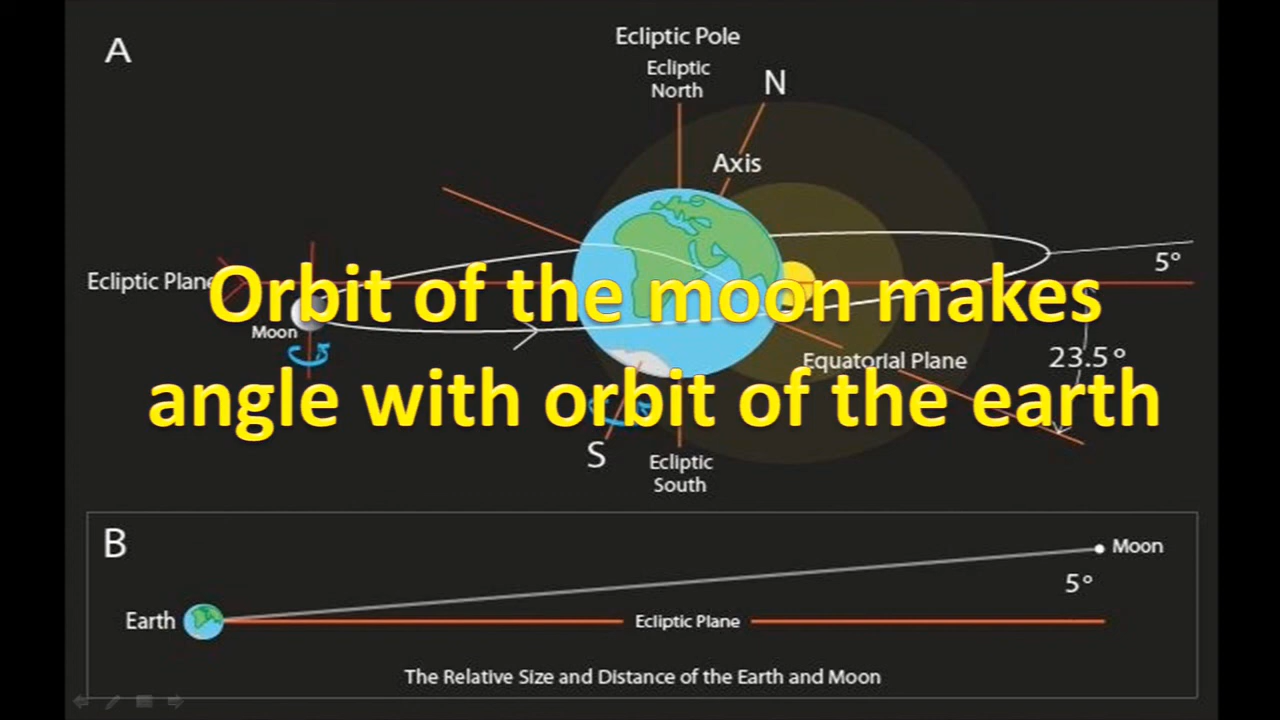 A
Ecliptic Pole
Ecliptic
North
N
Axis
Ecliptic Plane
5°
Orbit of the moon makes
Moon
Equatorial Plane
23.5°
angle with orbit of the earth
S
Ecliptic
South
B
Moon
5°
Earth
Ecliptic Plane
The Relative Size and Distance of the Earth and Moon